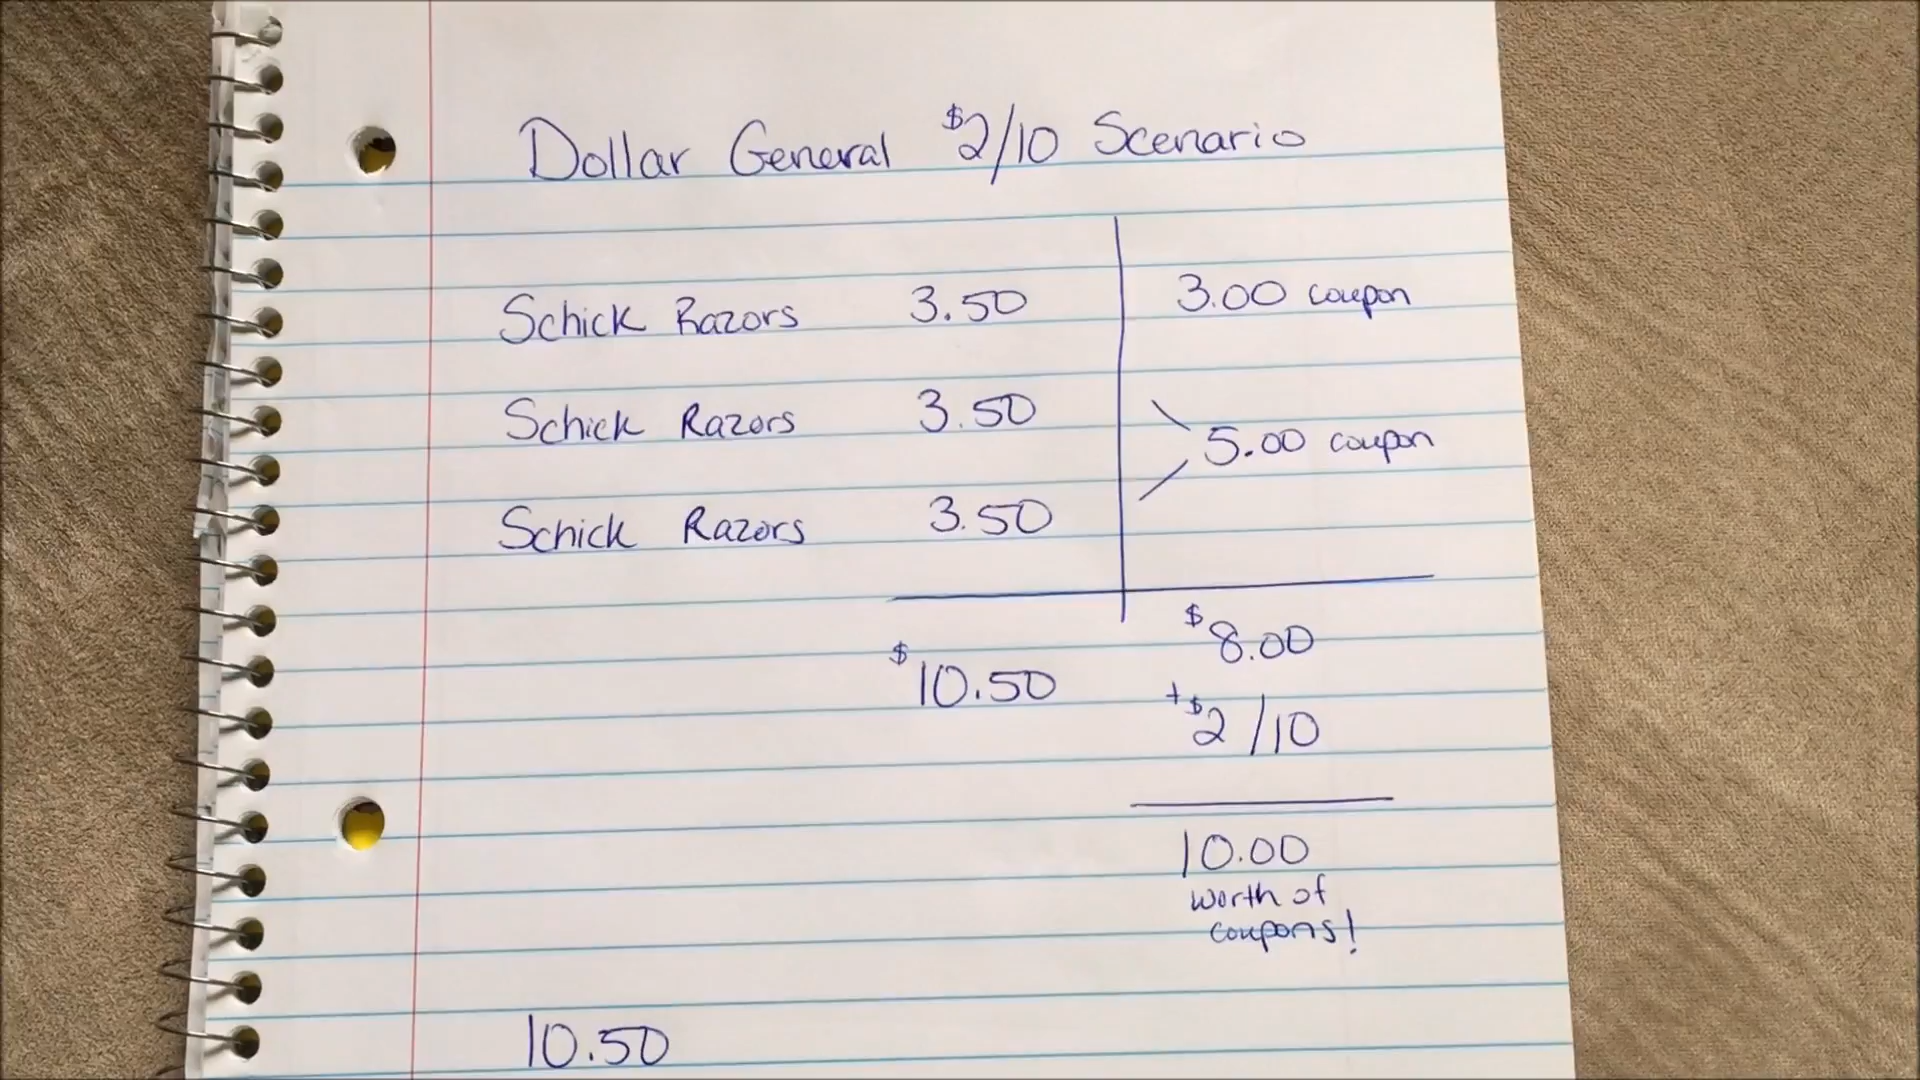 Dollar General $2/10 Scenario
Schick Razors 3.50 3.00 coupon
Schick Razors 3.50
5.00 coupon
Schick Razors 3.50
$8.00
$10.50
+$2/10
10.00
worth of
coupons!
10.50